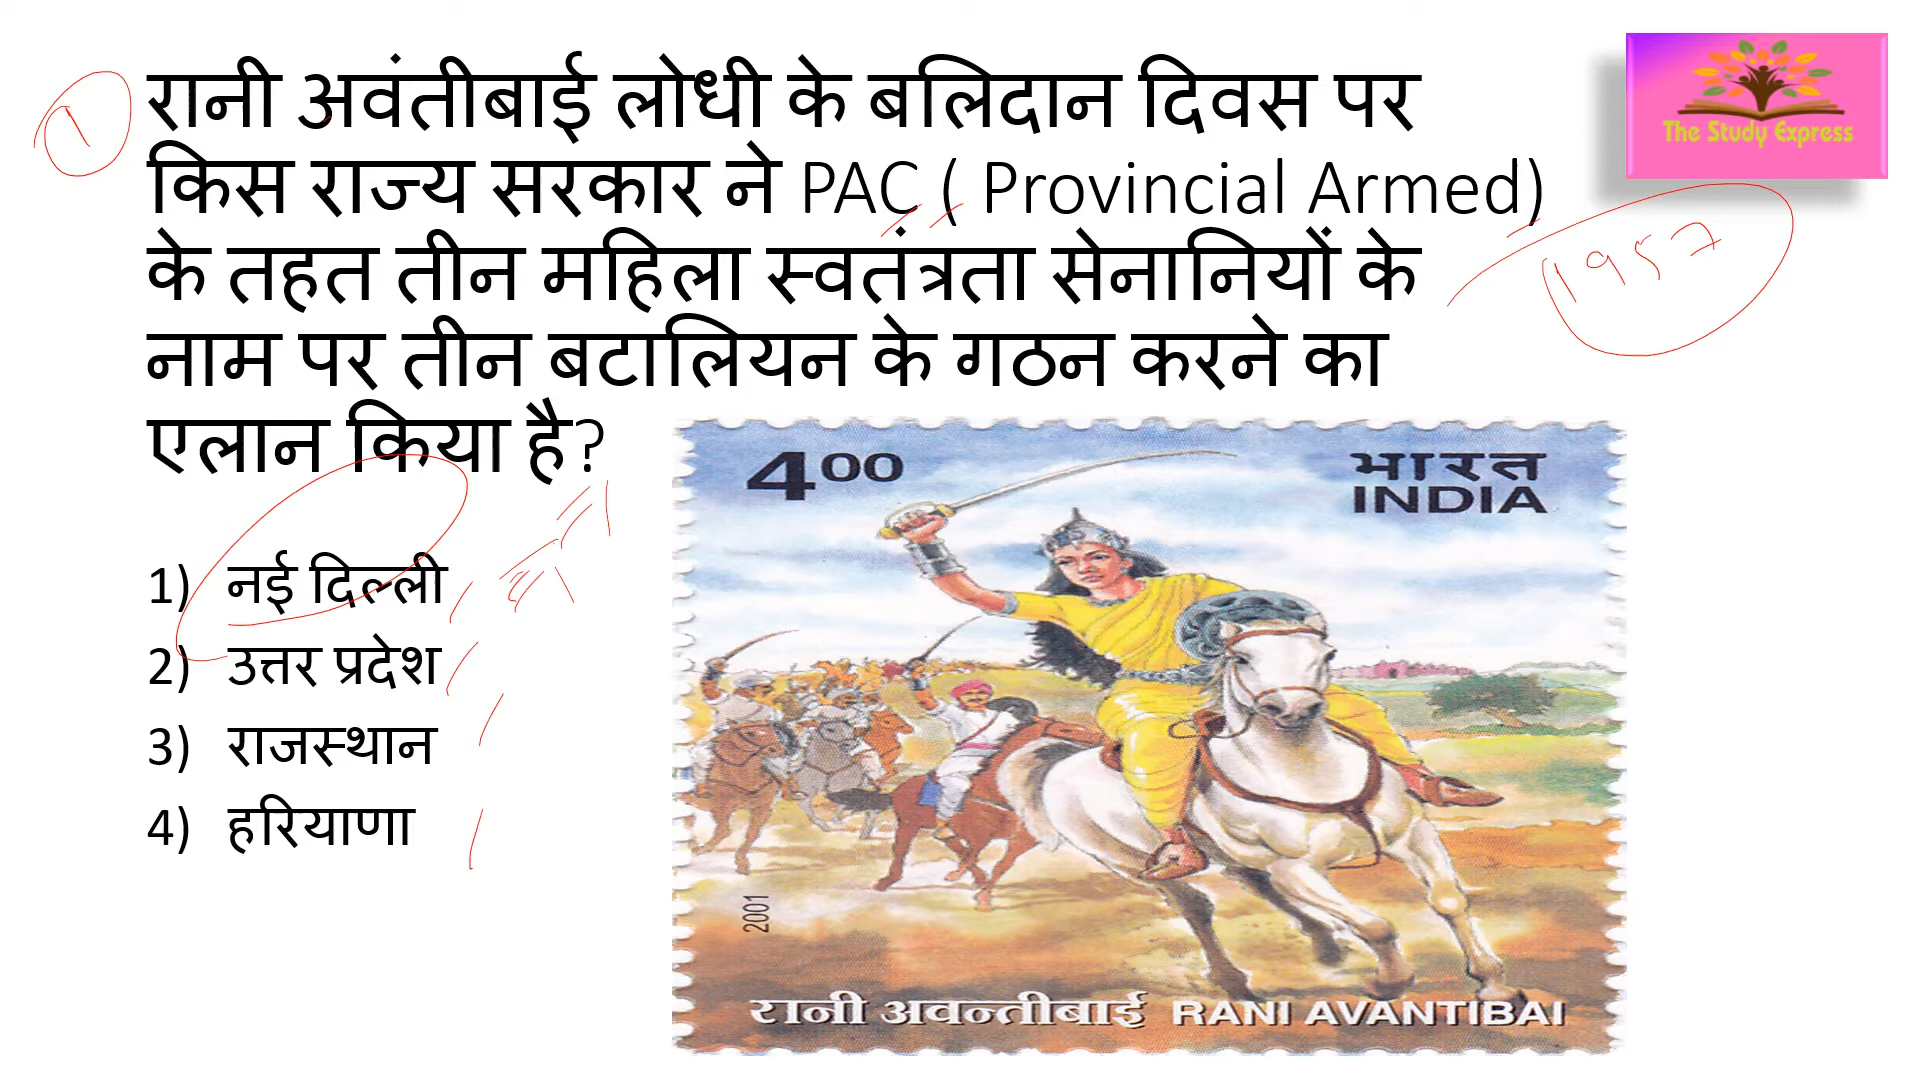 रानी अवंतीबाई लोधी के बलिदान दिवस पर
किस राज्य सरकार ने PAC ( Provincial Armed)
के तहत तीन महिला स्वतंत्रता सेनानियों के
नाम पर तीन बटालियन के गठन करने का
एलान किया है?
1) नई दिल्ली
2) उत्तर प्रदेश
3) राजस्थान
4) हरियाणा
The Study Express
1
1957
400
भारत
INDIA
2001
रानी अवन्तीबाई RANI AVANTIBAI